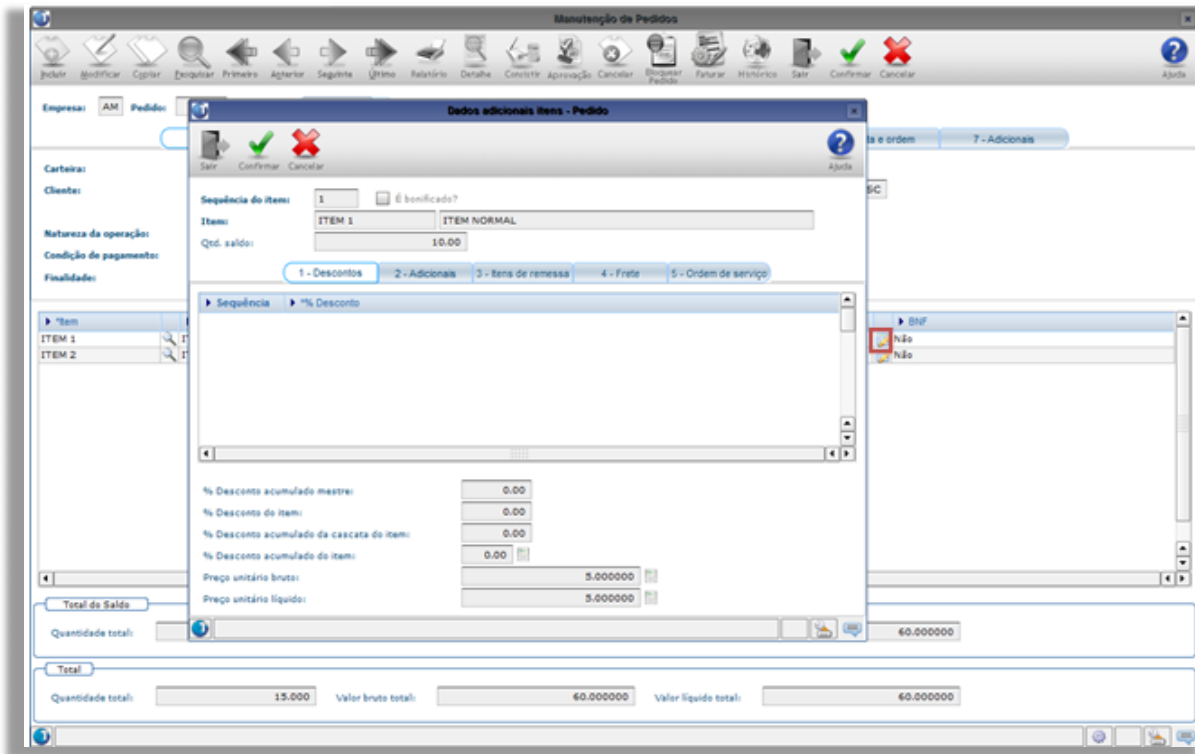 Manutenção de Pedidos
Incluir Modificar Copiar Pesquisar Primeiro Anterior Seguinte Último Relatório Detalhe Consistir Aprovação Cancelar Bloquear Pedido Faturar Histórico Sair Confirmar Cancelar Ajuda
Empresa: AM Pedido:
Dados adicionais itens - Pedido
a e ordem 7 - Adicionais
Sair Confirmar Cancelar Ajuda
Carteira:
Cliente: SC
Sequência do item: 1 É bonificado?
Item: ITEM 1 ITEM NORMAL
Natureza da operação:
Qtd. saldo: 10.00
Condição de pagamento:
Finalidade:
1 - Descontos 2 - Adicionais 3 - Itens de remessa 4 - Frete 5 - Ordem de serviço
Sequência *% Desconto
*Item BNF
ITEM 1 Não
ITEM 2 Não
% Desconto acumulado mestre: 0.00
% Desconto do item: 0.00
% Desconto acumulado da cascata do item: 0.00
% Desconto acumulado do item: 0.00
Preço unitário bruto: 5.000000
Preço unitário líquido: 5.000000
Total do Saldo
Quantidade total: 60.000000
Total
Quantidade total: 15.000 Valor bruto total: 60.000000 Valor líquido total: 60.000000